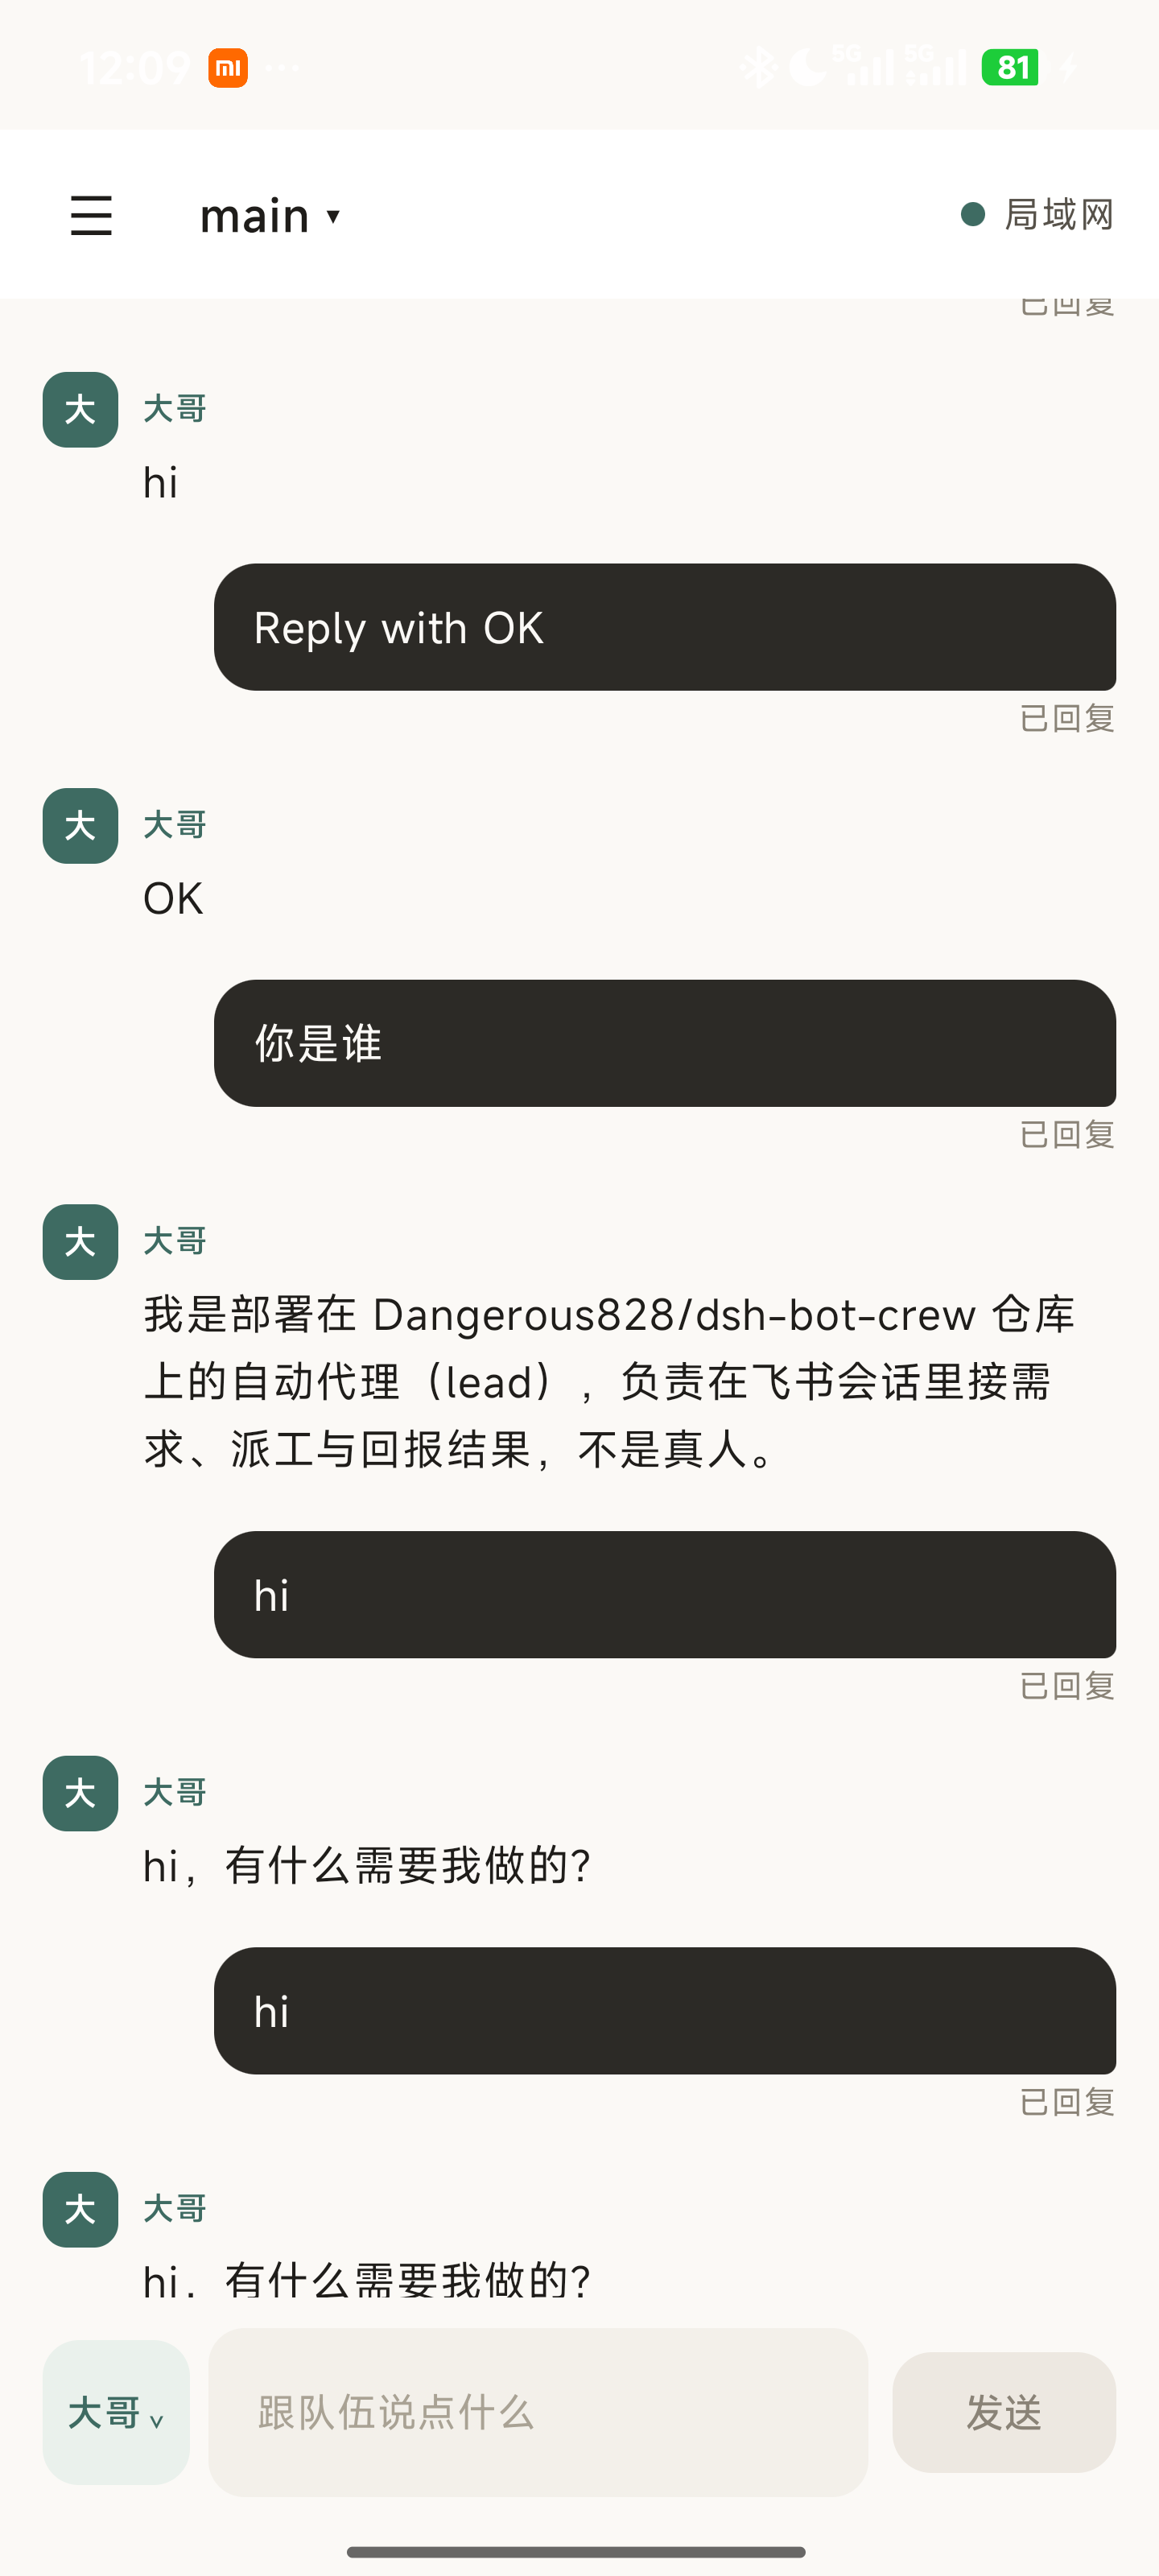 12:09
5G 5G 81
main
局域网
已回复
大 大哥
hi
Reply with OK
已回复
大 大哥
OK
你是谁
已回复
大 大哥
我是部署在 Dangerous828/dsh-bot-crew 仓库
上的自动代理（lead），负责在飞书会话里接需
求、派工与回报结果，不是真人。
hi
已回复
大 大哥
hi，有什么需要我做的？
hi
已回复
大 大哥
hi，有什么需要我做的？
大哥 跟队伍说点什么 发送